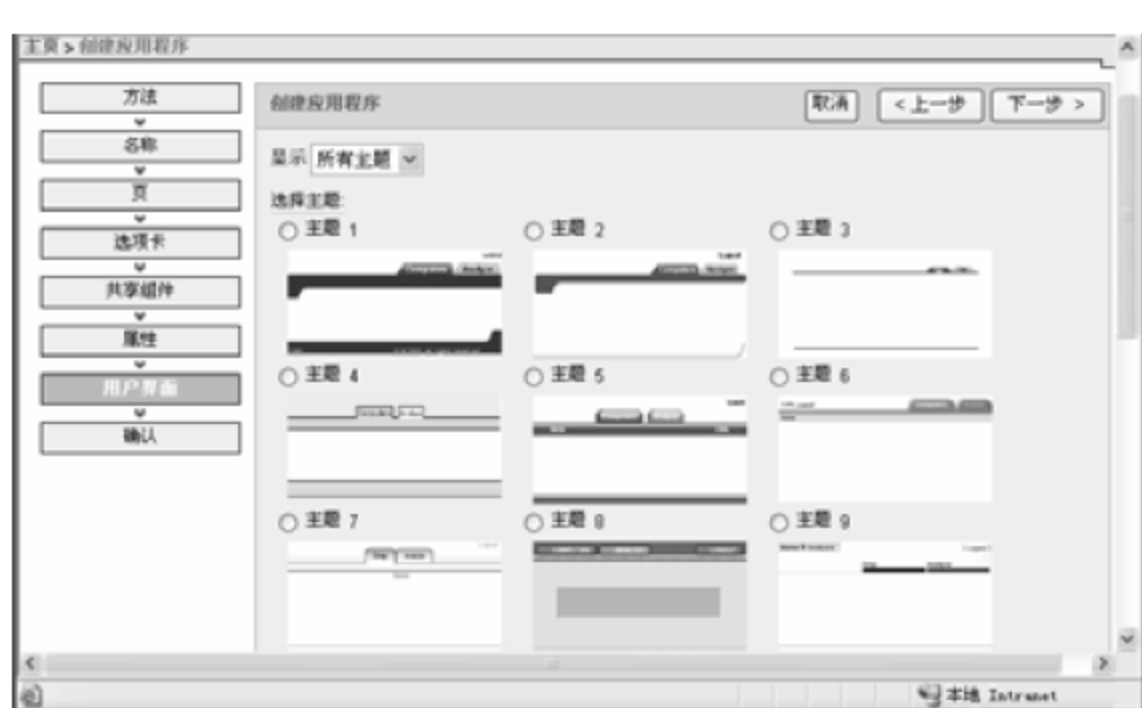 主页 > 创建应用程序
方法
名称
页
选项卡
共享组件
属性
用户界面
确认
创建应用程序
取消
< 上一步
下一步 >
显示 所有主题
选择主题:
主题 1
主题 2
主题 3
主题 4
主题 5
主题 6
主题 7
主题 8
主题 9
本地 Intranet